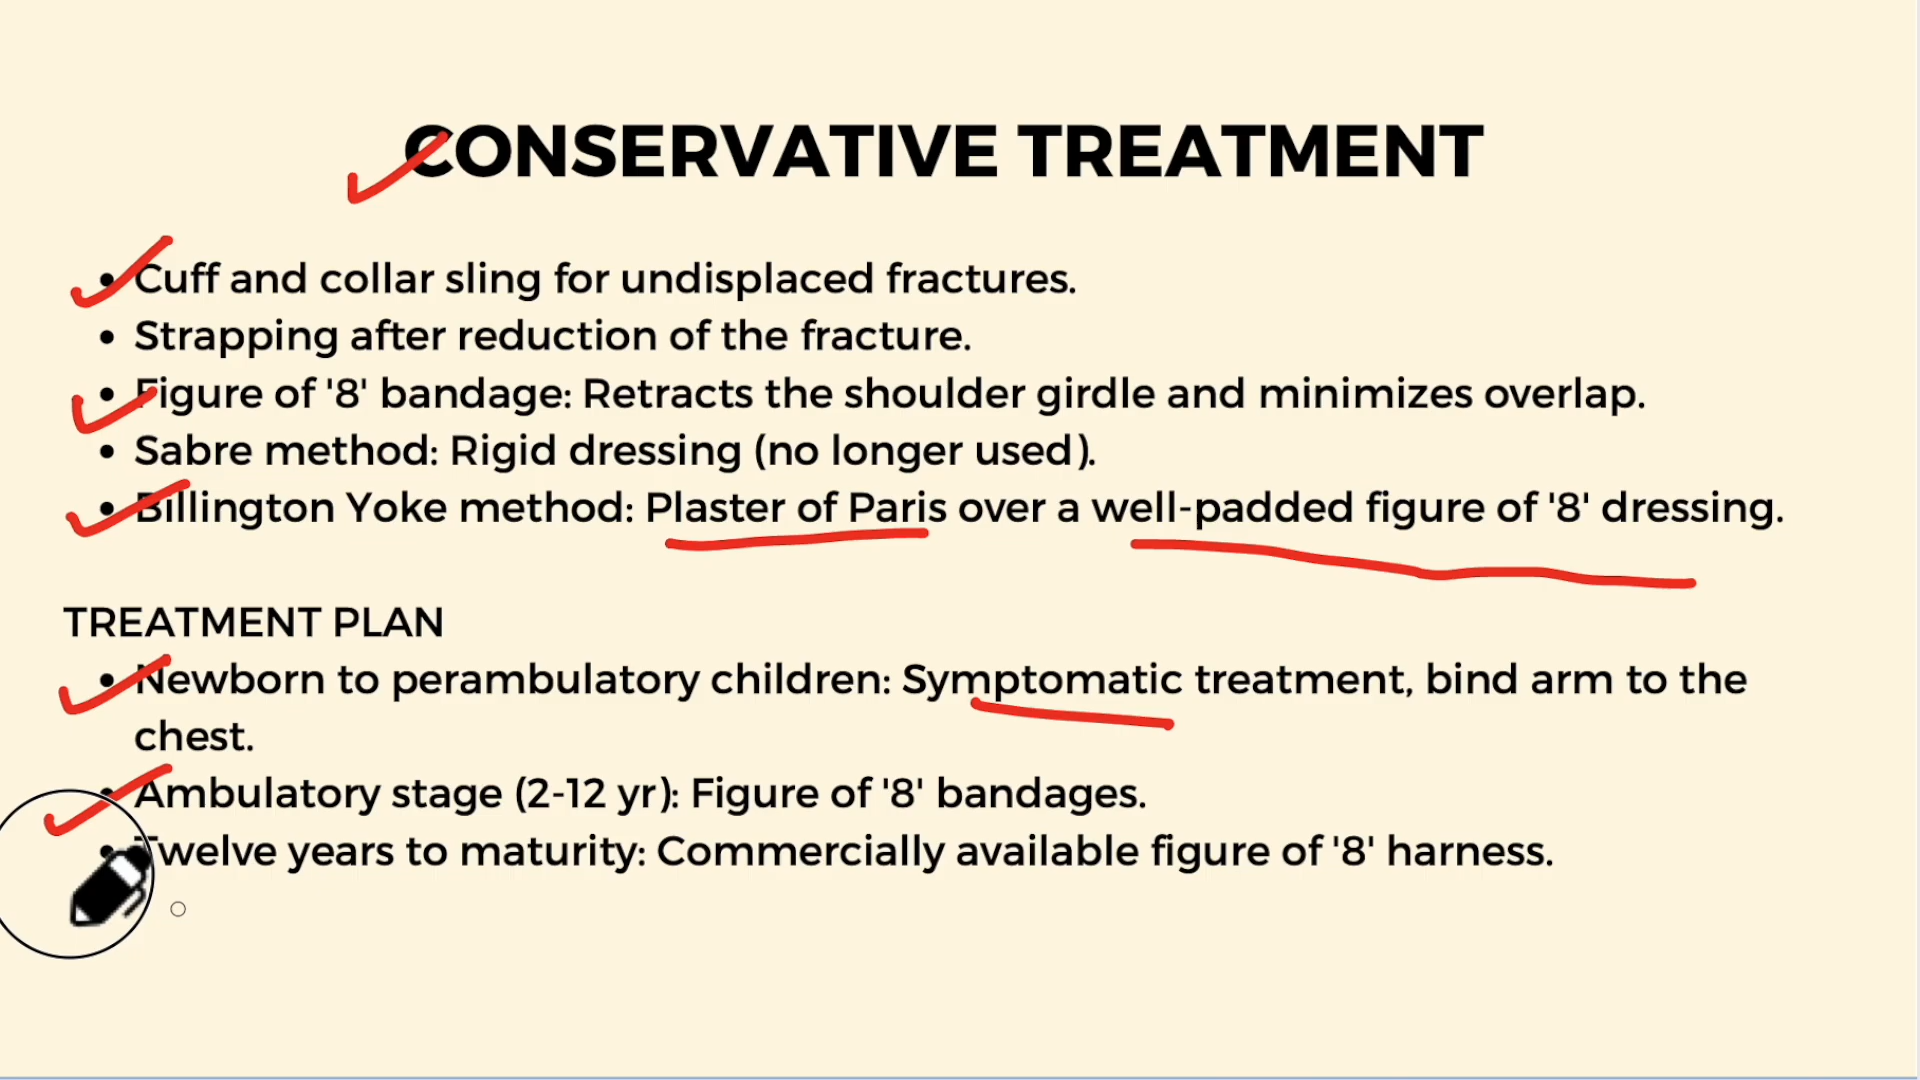 CONSERVATIVE TREATMENT
• Cuff and collar sling for undisplaced fractures.
• Strapping after reduction of the fracture.
• Figure of '8' bandage: Retracts the shoulder girdle and minimizes overlap.
• Sabre method: Rigid dressing (no longer used).
• Billington Yoke method: Plaster of Paris over a well-padded figure of '8' dressing.
TREATMENT PLAN
• Newborn to perambulatory children: Symptomatic treatment, bind arm to the
chest.
• Ambulatory stage (2-12 yr): Figure of '8' bandages.
• Twelve years to maturity: Commercially available figure of '8' harness.